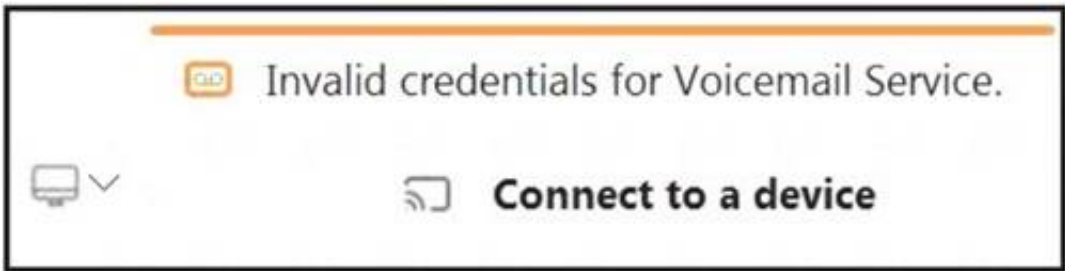 Invalid credentials for Voicemail Service.
Connect to a device